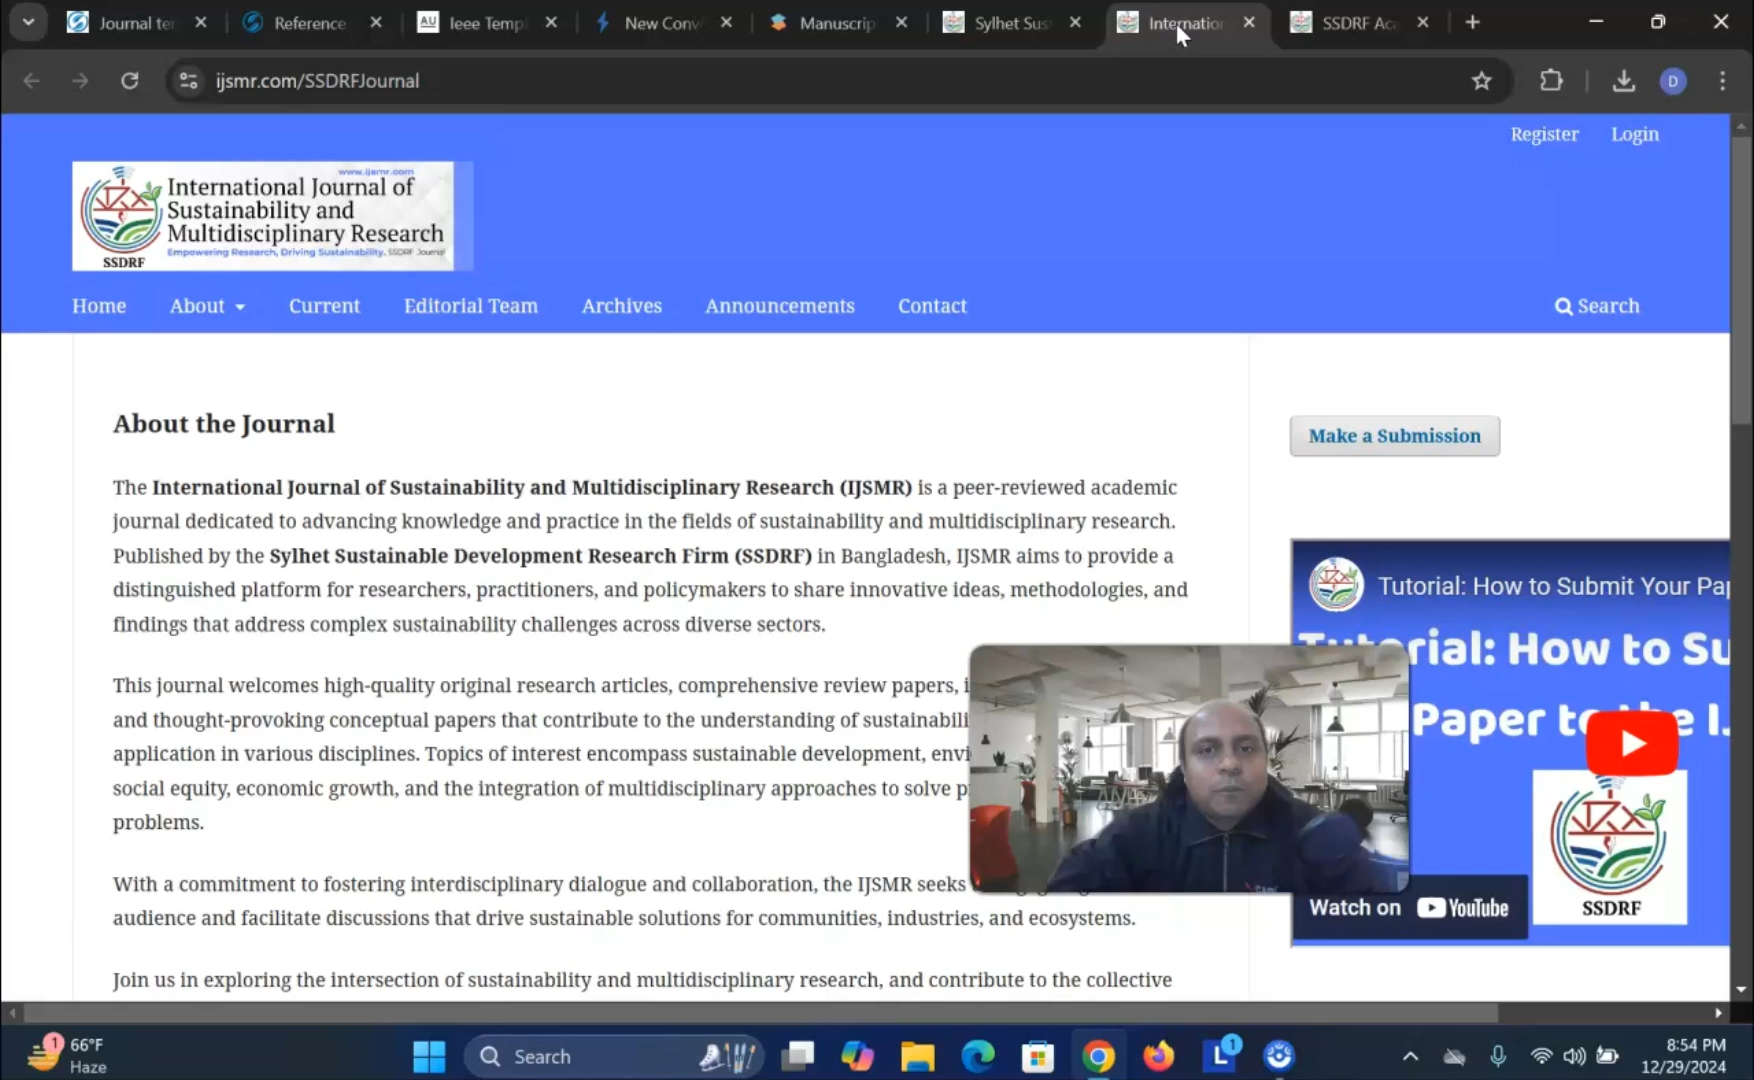 Journal te
Reference
AU
Ieee Temp
New Conv
Manuscrip
Sylhet Sus
Internatio
SSDRF Ac
ijsmr.com/SSDRFJournal
D
Register
Login
www.ijsmr.com
International Journal of
Sustainability and
Multidisciplinary Research
Empowering Research, Driving Sustainability. SSDRF Journal
SSDRF
Home
About
Current
Editorial Team
Archives
Announcements
Contact
Search
About the Journal
The International Journal of Sustainability and Multidisciplinary Research (IJSMR) is a peer-reviewed academic
journal dedicated to advancing knowledge and practice in the fields of sustainability and multidisciplinary research.
Published by the Sylhet Sustainable Development Research Firm (SSDRF) in Bangladesh, IJSMR aims to provide a
distinguished platform for researchers, practitioners, and policymakers to share innovative ideas, methodologies, and
findings that address complex sustainability challenges across diverse sectors.
This journal welcomes high-quality original research articles, comprehensive review papers, i
and thought-provoking conceptual papers that contribute to the understanding of sustainabili
application in various disciplines. Topics of interest encompass sustainable development, envi
social equity, economic growth, and the integration of multidisciplinary approaches to solve p
problems.
With a commitment to fostering interdisciplinary dialogue and collaboration, the IJSMR seeks
audience and facilitate discussions that drive sustainable solutions for communities, industries, and ecosystems.
Join us in exploring the intersection of sustainability and multidisciplinary research, and contribute to the collective
Make a Submission
Tutorial: How to Submit Your Pap
rial: How to Su
Paper to the I.
Watch on YouTube
SSDRF
1
66°F
Haze
Search
L
1
8:54 PM
12/29/2024